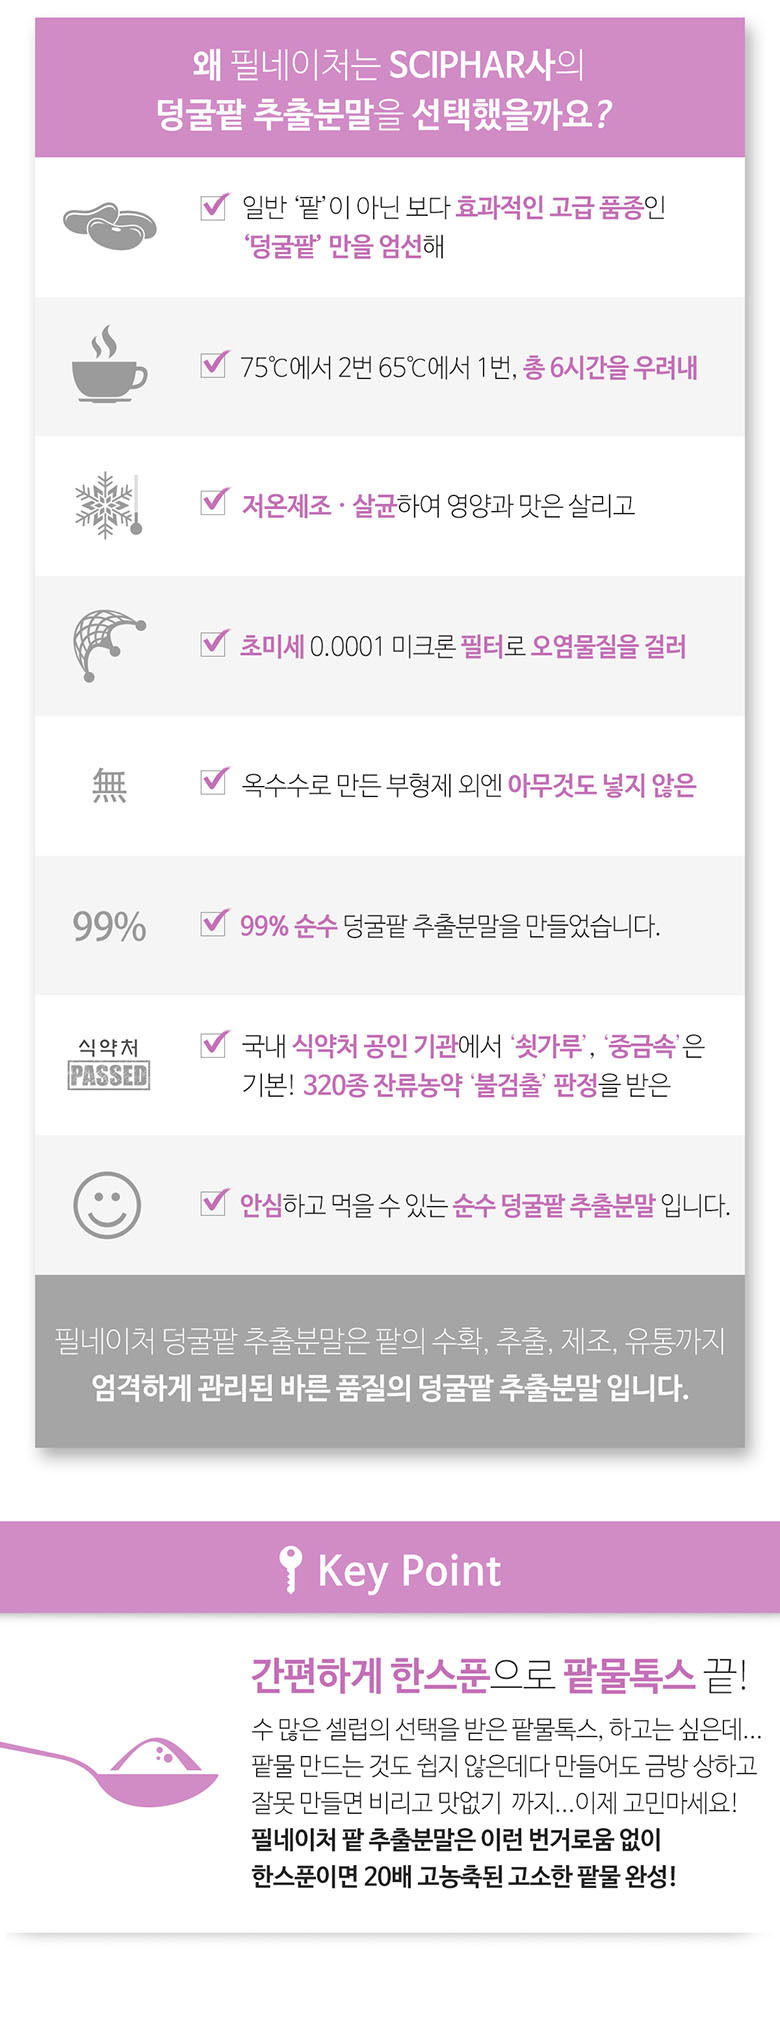 왜 필네이처는 SCIPHAR사의
덩굴팥 추출분말을 선택했을까요?
일반 ‘팥’이 아닌 보다 효과적인 고급 품종인
‘덩굴팥’ 만을 엄선해
75℃에서 2번 65℃에서 1번, 총 6시간을 우려내
저온제조 · 살균하여 영양과 맛은 살리고
초미세 0.0001 미크론 필터로 오염물질을 걸러
無
옥수수로 만든 부형제 외엔 아무것도 넣지 않은
99%
99% 순수 덩굴팥 추출분말을 만들었습니다.
식약처
PASSED
국내 식약처 공인 기관에서 ‘쇳가루’, ‘중금속’은
기본! 320종 잔류농약 ‘불검출’ 판정을 받은
안심하고 먹을 수 있는 순수 덩굴팥 추출분말 입니다.
필네이처 덩굴팥 추출분말은 팥의 수확, 추출, 제조, 유통까지
엄격하게 관리된 바른 품질의 덩굴팥 추출분말 입니다.
Key Point
간편하게 한스푼으로 팥물톡스 끝!
수 많은 셀럽의 선택을 받은 팥물톡스, 하고는 싶은데...
팥물 만드는 것도 쉽지 않은데다 만들어도 금방 상하고
잘못 만들면 비리고 맛없기 까지...이제 고민마세요!
필네이처 팥 추출분말은 이런 번거로움 없이
한스푼이면 20배 고농축된 고소한 팥물 완성!